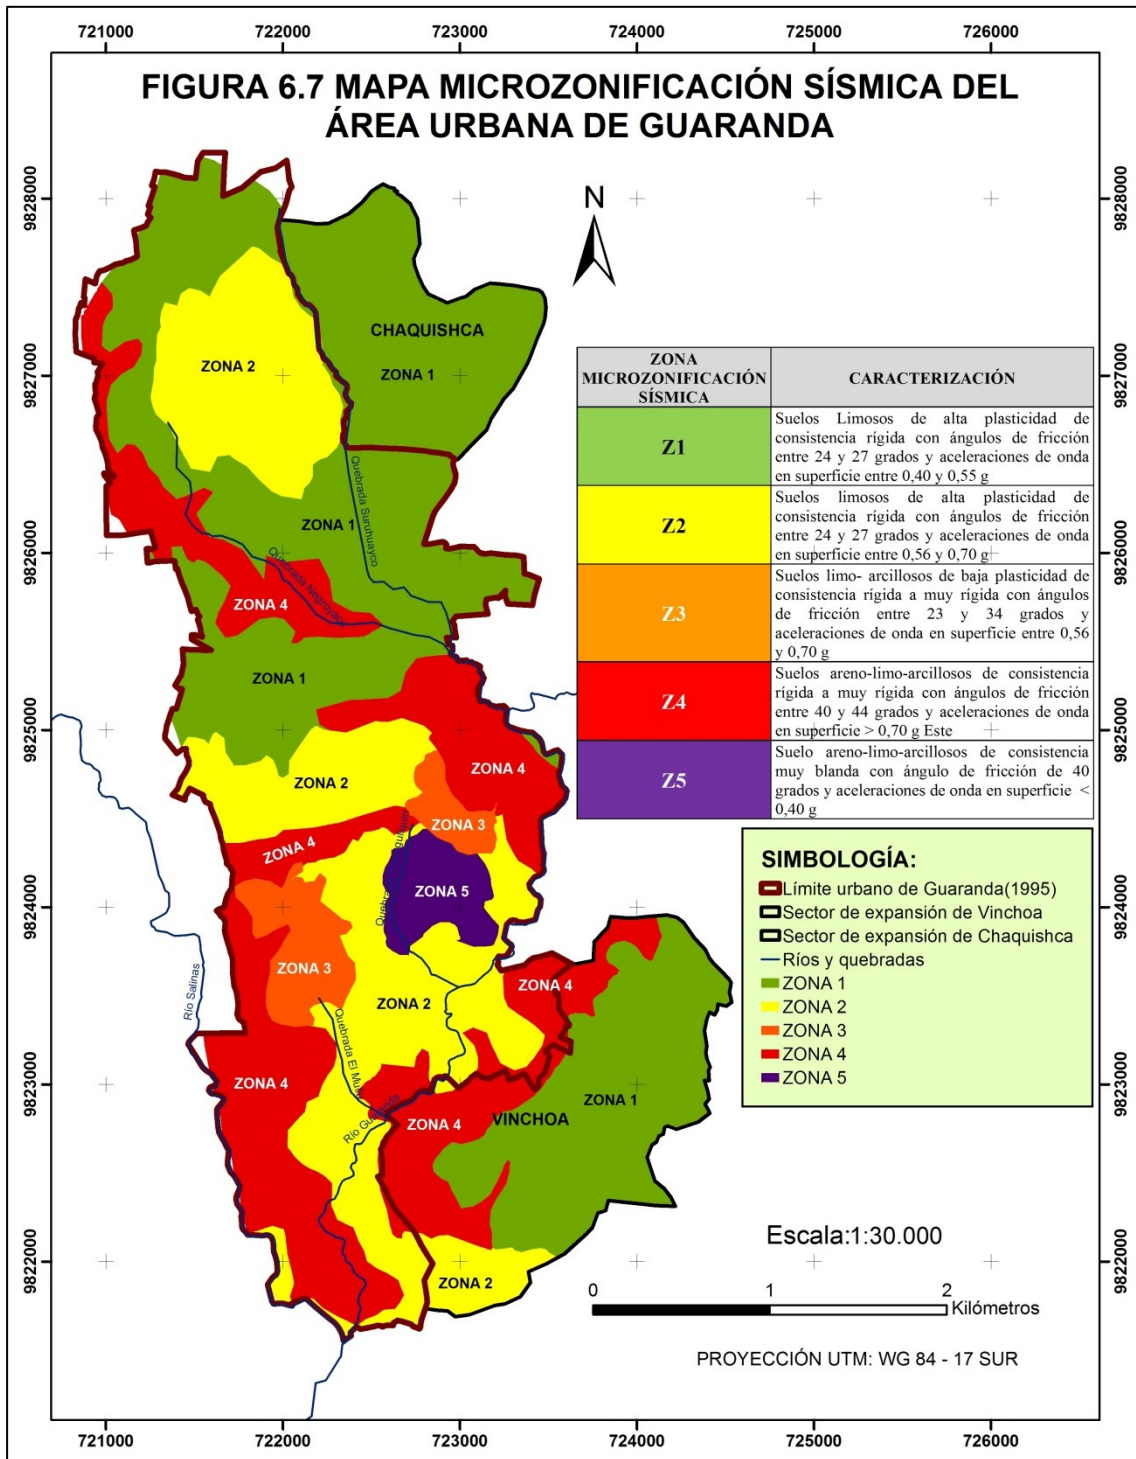 721000 722000 723000 724000 725000 726000
FIGURA 6.7 MAPA MICROZONIFICACIÓN SÍSMICA DEL
ÁREA URBANA DE GUARANDA
9828000 9828000
N
CHAQUISHCA
ZONA 2
ZONA 1
9827000 9827000
ZONA
MICROZONIFICACIÓN
SÍSMICA
CARACTERIZACIÓN
Z1
Suelos Limosos de alta plasticidad de
consistencia rígida con ángulos de fricción
entre 24 y 27 grados y aceleraciones de onda
en superficie entre 0,40 y 0,55 g
Z2
Suelos limosos de alta plasticidad de
consistencia rígida con ángulos de fricción
entre 24 y 27 grados y aceleraciones de onda
en superficie entre 0,56 y 0,70 g
Z3
Suelos limo- arcillosos de baja plasticidad de
consistencia rígida a muy rígida con ángulos
de fricción entre 23 y 34 grados y
aceleraciones de onda en superficie entre 0,56
y 0,70 g
Z4
Suelos areno-limo-arcillosos de consistencia
rígida a muy rígida con ángulos de fricción
entre 40 y 44 grados y aceleraciones de onda
en superficie > 0,70 g Este
Z5
Suelo areno-limo-arcillosos de consistencia
muy blanda con ángulo de fricción de 40
grados y aceleraciones de onda en superficie <
0,40 g
Quebrada Suruhuayco
ZONA 1
9826000 9826000
Quebrada Negroyacu
ZONA 4
ZONA 1
9825000 9825000
ZONA 4
ZONA 2
ZONA 3
ZONA 4
ZONA 5
9824000 9824000
ZONA 3
ZONA 4
Río Salinas
ZONA 2
Quebrada El Mullo
ZONA 4
9823000 9823000
ZONA 1
Río Guaranda
ZONA 4
VINCHOA
9822000 9822000
ZONA 2
SIMBOLOGÍA:
Límite urbano de Guaranda(1995)
Sector de expansión de Vinchoa
Sector de expansión de Chaquishca
Ríos y quebradas
ZONA 1
ZONA 2
ZONA 3
ZONA 4
ZONA 5
Escala:1:30.000
0 1 2
Kilómetros
PROYECCIÓN UTM: WG 84 - 17 SUR
721000 722000 723000 724000 725000 726000